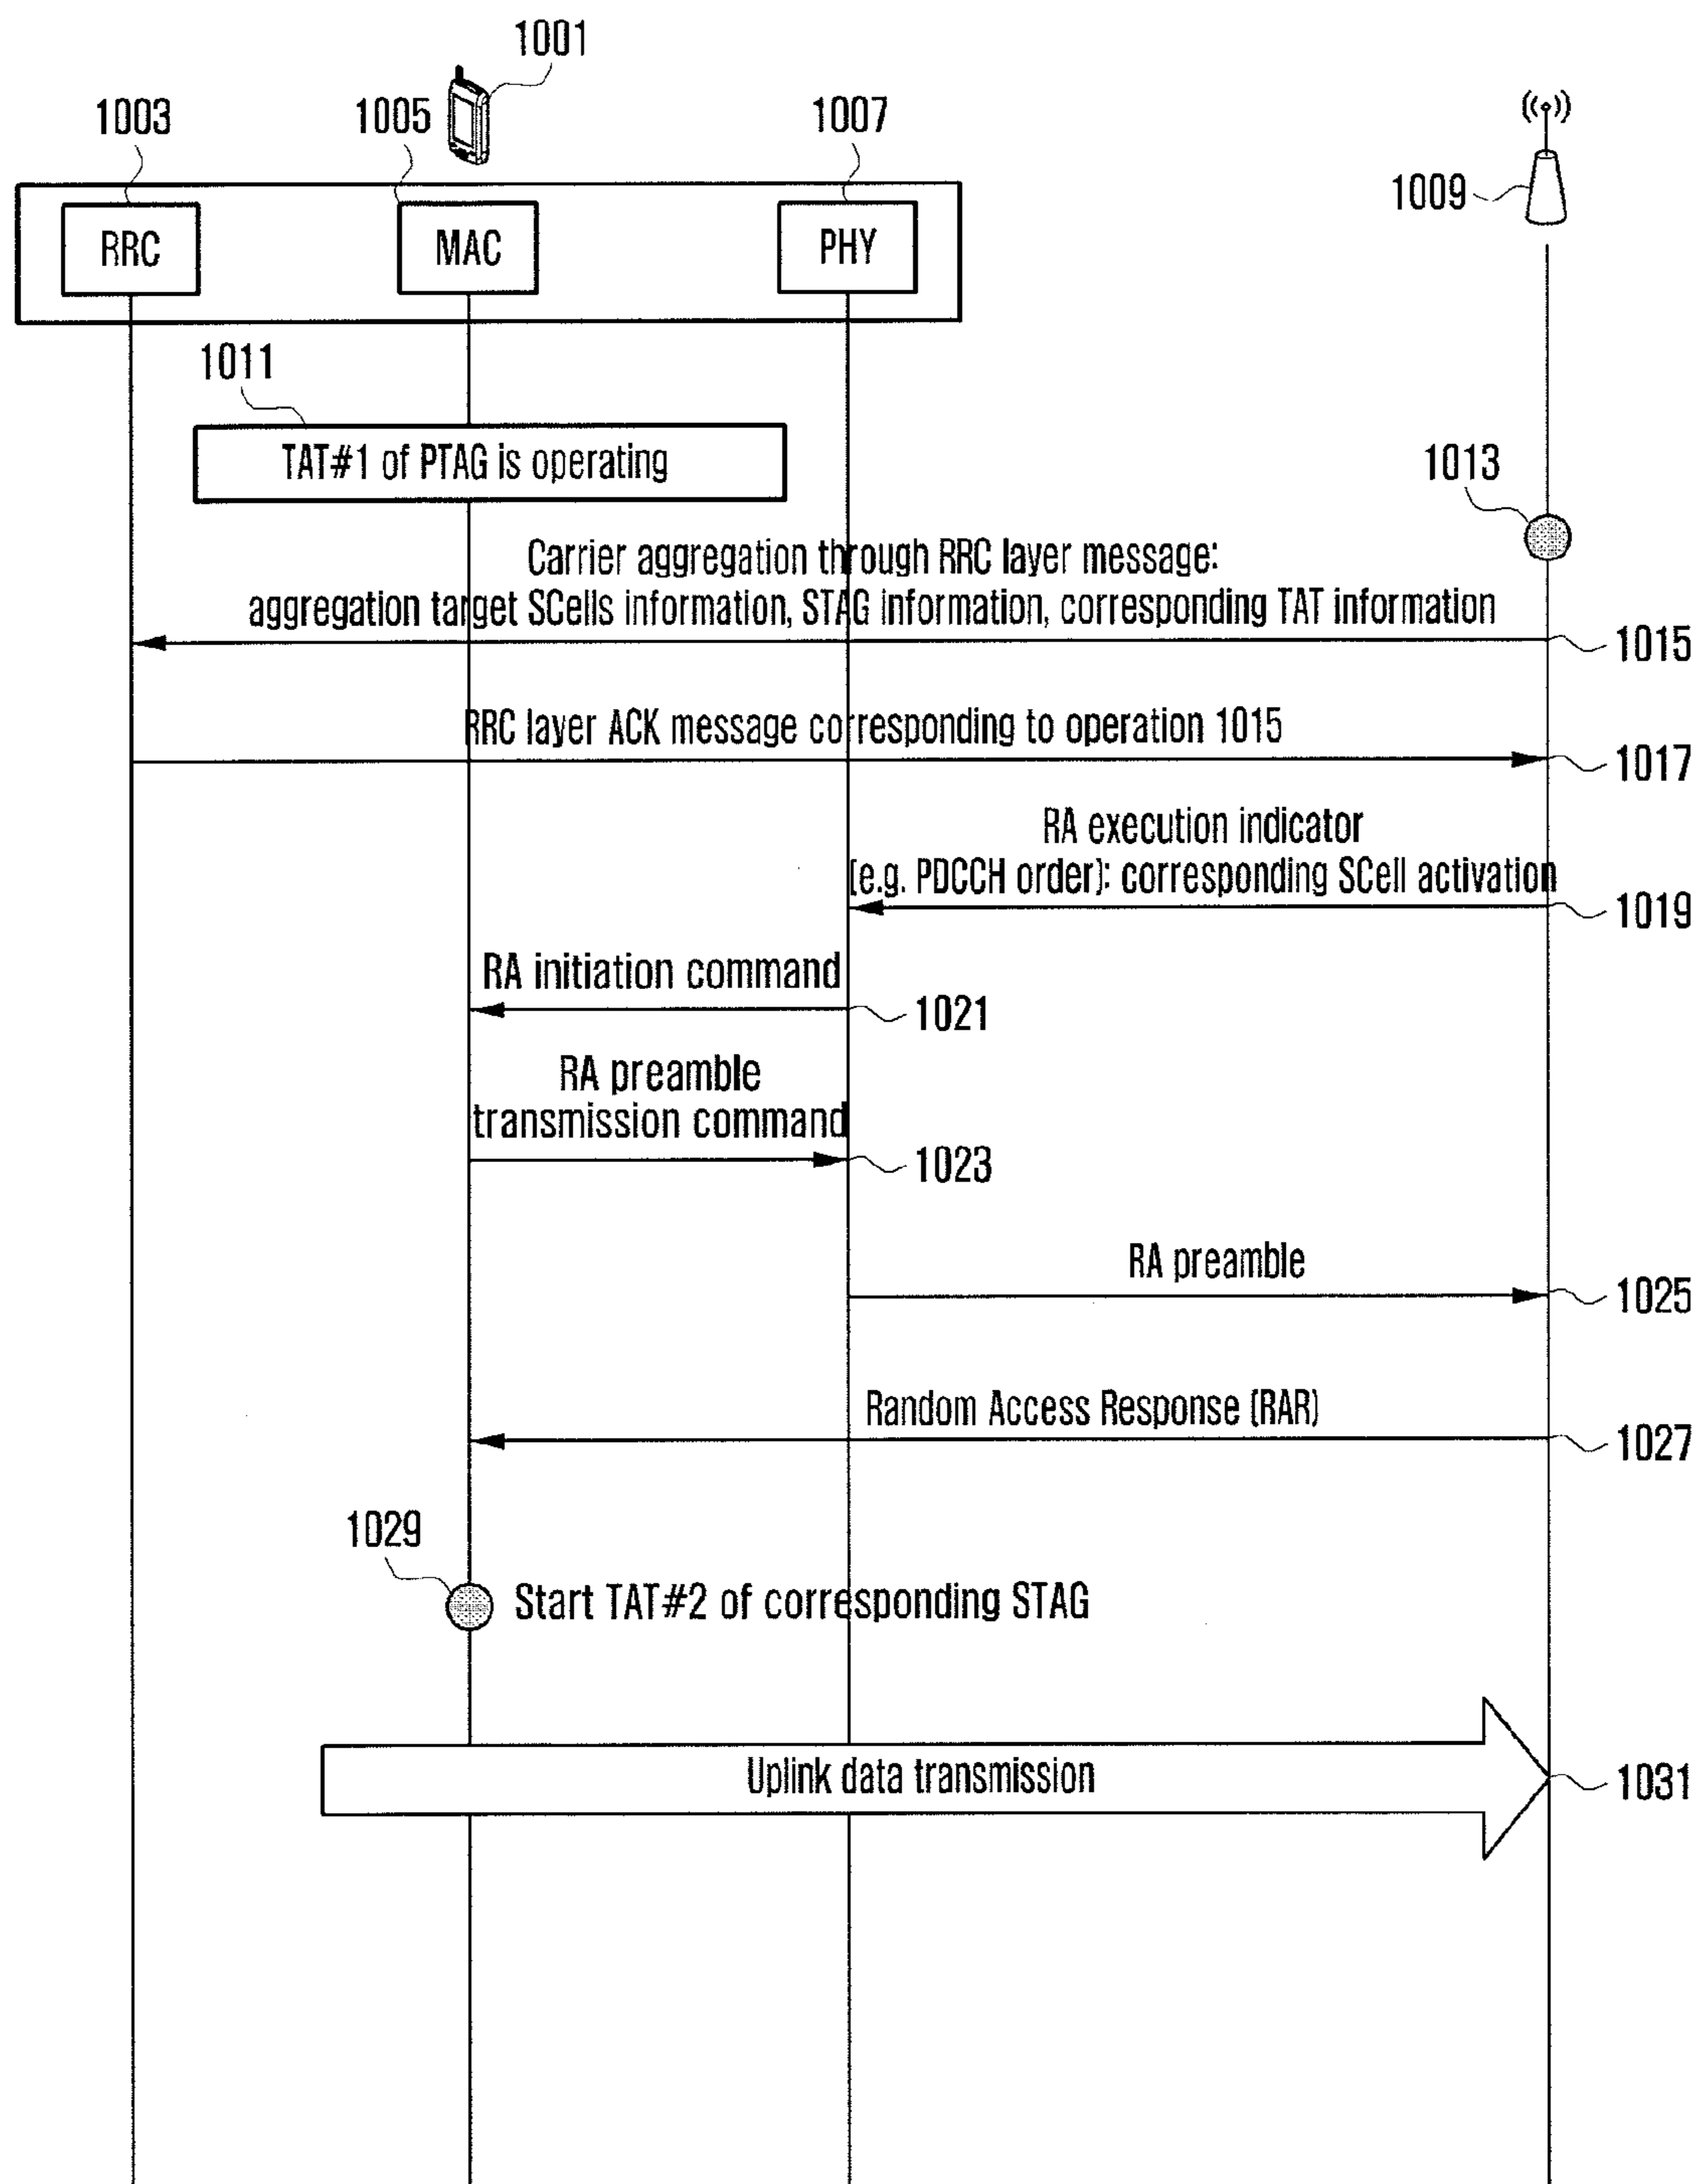 1001
1003
1005
1007
1009
RRC
MAC
PHY
1011
TAT#1 of PTAG is operating
1013
Carrier aggregation through RRC layer message:
aggregation target SCells information, STAG information, corresponding TAT information
1015
RRC layer ACK message corresponding to operation 1015
1017
RA execution indicator
(e.g. PDCCH order): corresponding SCell activation
1019
RA initiation command
1021
RA preamble
transmission command
1023
RA preamble
1025
Random Access Response (RAR)
1027
1029
Start TAT#2 of corresponding STAG
Uplink data transmission
1031